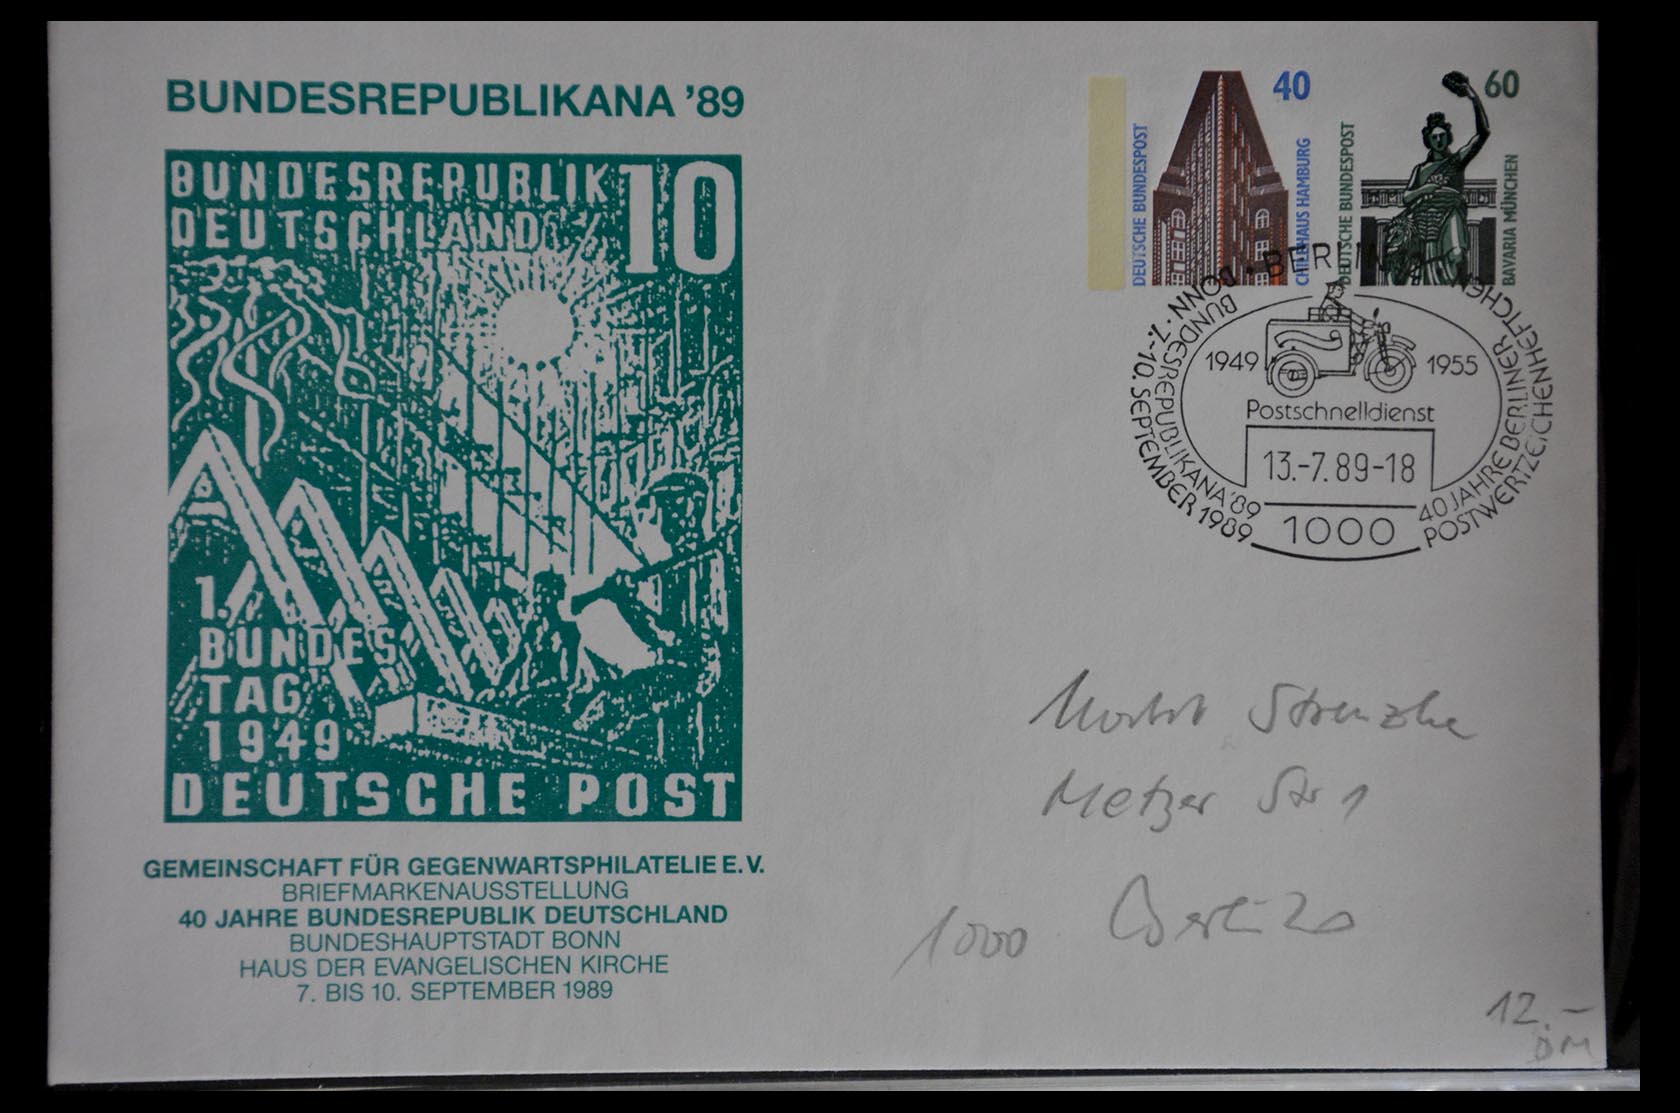 BUNDESREPUBLIKANA '89
BUNDESREPUBLIK
DEUTSCHLAND
10
1.
BUNDES
TAG
1949
DEUTSCHE POST
GEMEINSCHAFT FÜR GEGENWARTSPHILATELIE E.V.
BRIEFMARKENAUSSTELLUNG
40 JAHRE BUNDESREPUBLIK DEUTSCHLAND
BUNDESHAUPTSTADT BONN
HAUS DER EVANGELISCHEN KIRCHE
7. BIS 10. SEPTEMBER 1989
DEUTSCHE BUNDESPOST
40
CHILEHAUS HAMBURG
DEUTSCHE BUNDESPOST
60
BAVARIA MÜNCHEN
· BERLIN
BUNDESREPUBLIKANA '89
BONN · 7.-10. SEPTEMBER 1989
1949
1955
Postschnelldienst
13.-7.89-18
1000
40 JAHRE BERLINER
POSTWERTZEICHENHEFTCHEN
Metzer Str 1
1000
12.–
DM